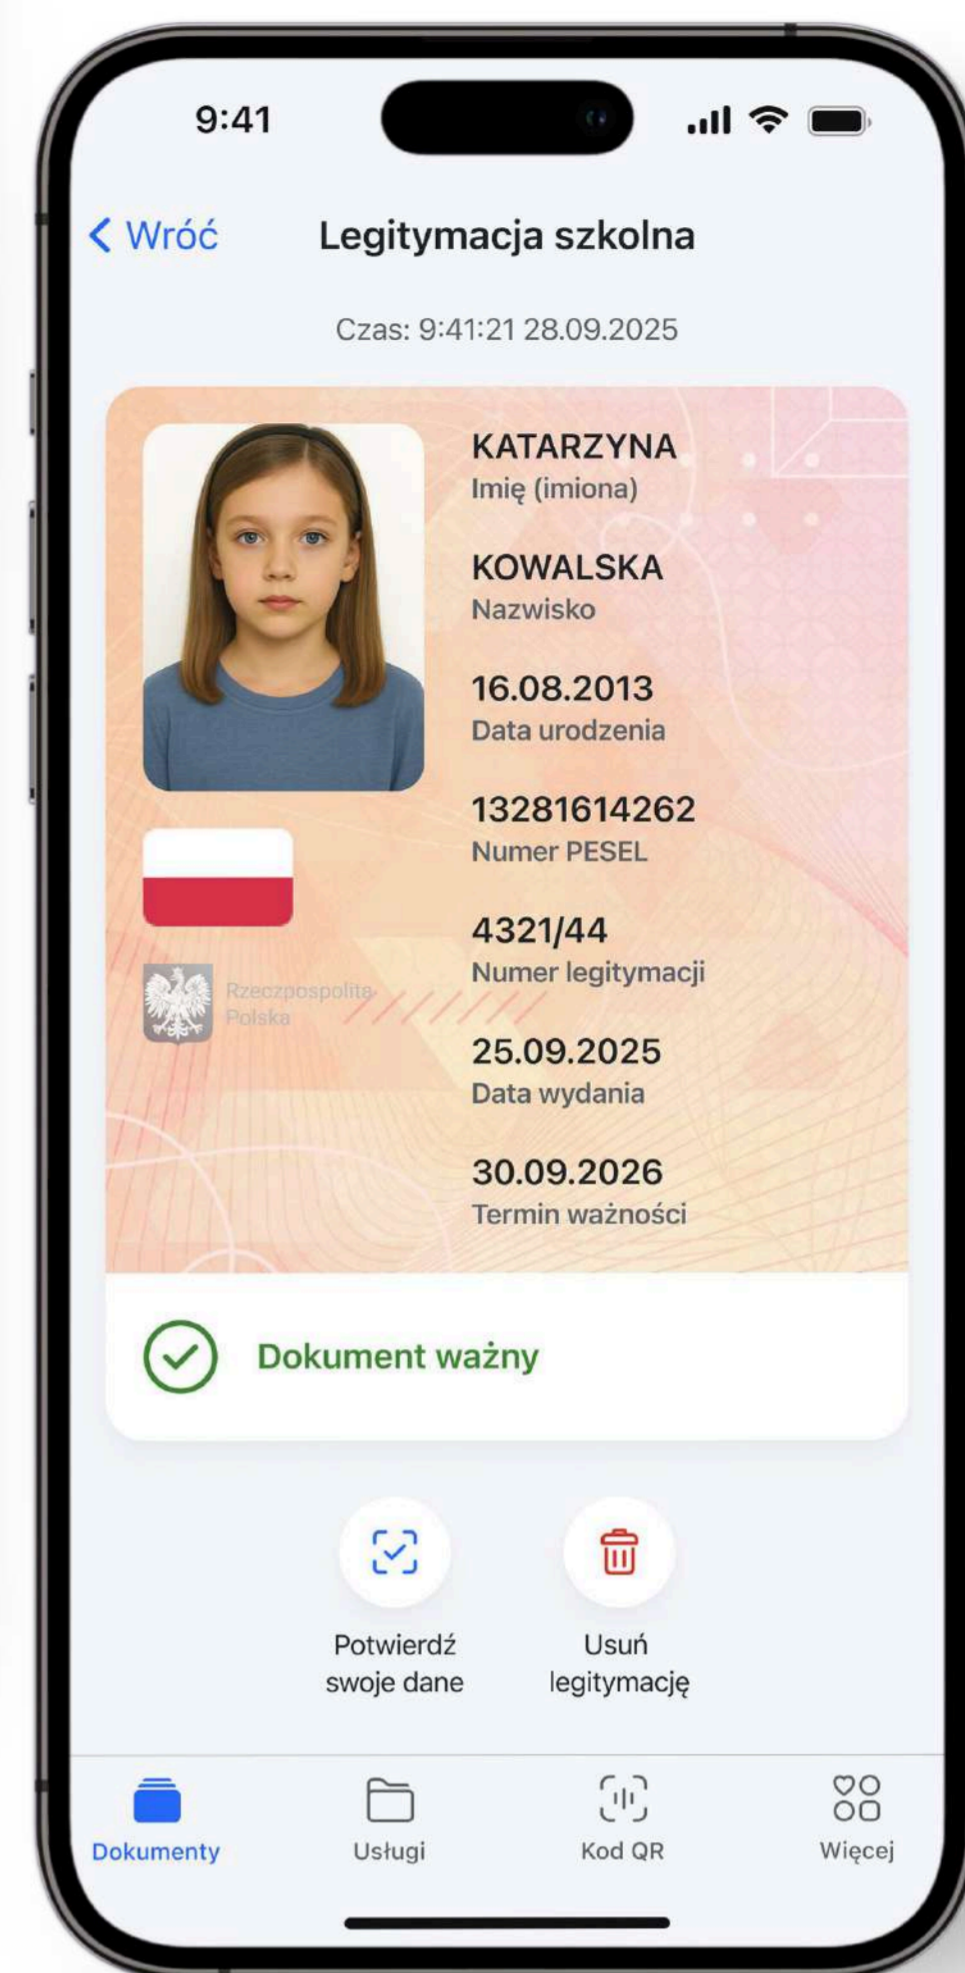 9:41
Wróć
Legitymacja szkolna
Czas: 9:41:21 28.09.2025
KATARZYNA
Imię (imiona)
KOWALSKA
Nazwisko
16.08.2013
Data urodzenia
13281614262
Numer PESEL
4321/44
Numer legitymacji
25.09.2025
Data wydania
30.09.2026
Termin ważności
Rzeczpospolita
Polska
Dokument ważny
Potwierdź
swoje dane
Usuń
legitymację
Dokumenty
Usługi
Kod QR
Więcej